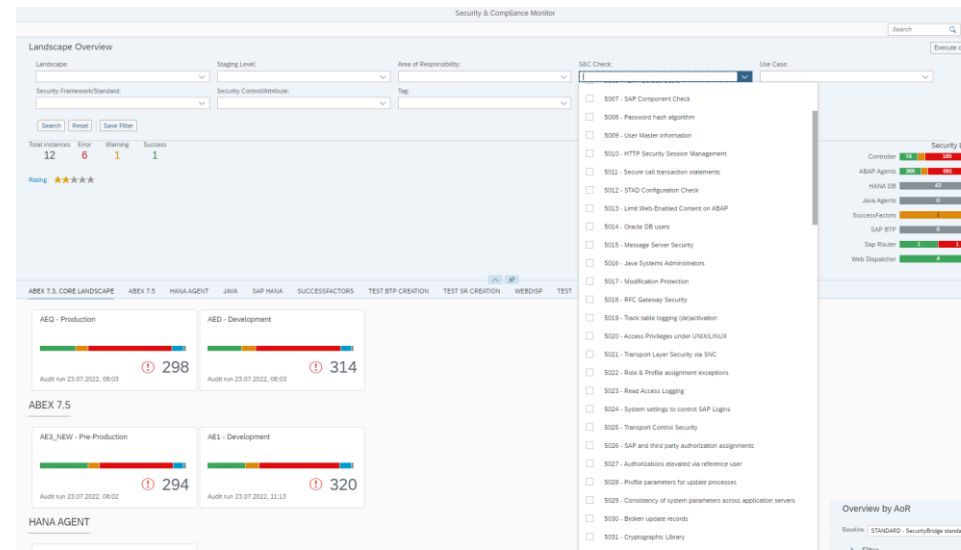 Security & Compliance Monitor
Search
Landscape Overview
Execute
Landscape:
Staging Level:
Area of Responsibility:
S&C Check:
Use Case:
Security Framework/Standard:
Security Control/Attribute:
Tag:
Search Reset Save Filter
Total instances Error Warning Success
12 6 1 1
Rating
5007 - SAP Component Check
5008 - Password hash algorithm
5009 - User Master information
5010 - HTTP Security Session Management
5011 - Secure call transaction statements
5012 - STAD Configuration Check
5013 - Limit Web-Enabled Content on ABAP
5014 - Oracle DB users
5015 - Message Server Security
5016 - Java Systems Administrators
5017 - Modification Protection
5018 - RFC Gateway Security
5019 - Track table logging (de)activation
5020 - Access Privileges under UNIX/LINUX
5021 - Transport Layer Security via SNC
5022 - Role & Profile assignment exceptions
5023 - Read Access Logging
5024 - System settings to control SAP Logins
5025 - Transport Control Security
5026 - SAP and third party authorization assignments
5027 - Authorizations elevated via reference user
5028 - Profile parameters for update processes
5029 - Consistency of system parameters across application servers
5030 - Broken update records
5031 - Cryptographic Library
Security
Controller 74 185
ABAP Agents 368 681
HANA DB 43
Java Agents 0
SuccessFactors 1
SAP BTP 0
Sap Router 1 1
Web Dispatcher 4
ABEX 7.3, CORE LANDSCAPE ABEX 7.5 HANA AGENT JAVA SAP HANA SUCCESSFACTORS TEST BTP CREATION TEST SR CREATION WEBDISP TEST
AEQ - Production
298
Audit run 23.07.2022, 08:03
AED - Development
314
Audit run 23.07.2022, 08:03
ABEX 7.5
AE3_NEW - Pre-Production
294
Audit run 23.07.2022, 08:02
AE1 - Development
320
Audit run 23.07.2022, 11:13
HANA AGENT
Overview by AoR
Baseline STANDARD - SecurityBridge standa